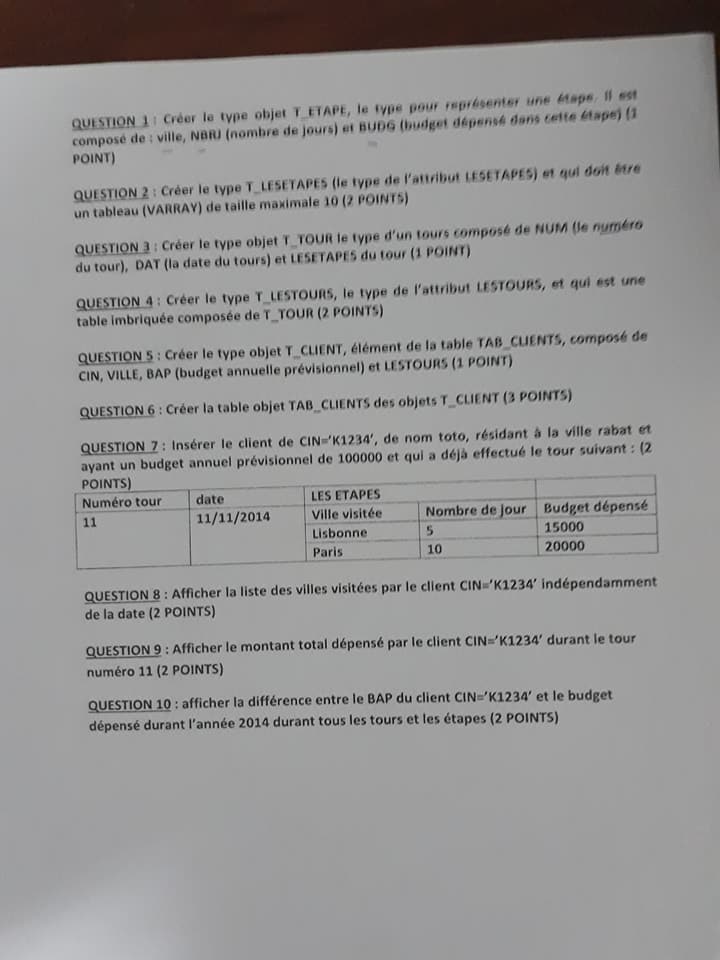 QUESTION 1 : Créer le type objet T_ETAPE, le type pour représenter une étape. Il est
composé de : ville, NBRJ (nombre de jours) et BUDG (budget dépensé dans cette étape) (1
POINT)
QUESTION 2 : Créer le type T_LESETAPES (le type de l'attribut LESETAPES) et qui doit être
un tableau (VARRAY) de taille maximale 10 (2 POINTS)
QUESTION 3 : Créer le type objet T_TOUR le type d'un tours composé de NUM (le numéro
du tour), DAT (la date du tours) et LESETAPES du tour (1 POINT)
QUESTION 4 : Créer le type T_LESTOURS, le type de l'attribut LESTOURS, et qui est une
table imbriquée composée de T_TOUR (2 POINTS)
QUESTION 5 : Créer le type objet T_CLIENT, élément de la table TAB_CLIENTS, composé de
CIN, VILLE, BAP (budget annuelle prévisionnel) et LESTOURS (1 POINT)
QUESTION 6 : Créer la table objet TAB_CLIENTS des objets T_CLIENT (3 POINTS)
QUESTION 7 : Insérer le client de CIN='K1234', de nom toto, résidant à la ville rabat et
ayant un budget annuel prévisionnel de 100000 et qui a déjà effectué le tour suivant : (2
POINTS)
Numéro tour date LES ETAPES
11 11/11/2014 Ville visitée Nombre de jour Budget dépensé
Lisbonne 5 15000
Paris 10 20000
QUESTION 8 : Afficher la liste des villes visitées par le client CIN='K1234' indépendamment
de la date (2 POINTS)
QUESTION 9 : Afficher le montant total dépensé par le client CIN='K1234' durant le tour
numéro 11 (2 POINTS)
QUESTION 10 : afficher la différence entre le BAP du client CIN='K1234' et le budget
dépensé durant l'année 2014 durant tous les tours et les étapes (2 POINTS)